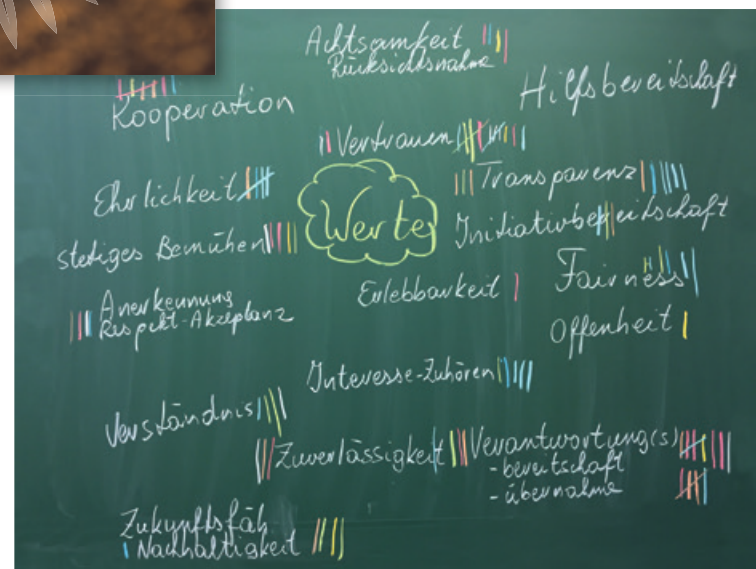 Achtsamkeit
Rücksichtsnahme
Hilfsbereitschaft
Kooperation
Vertrauen
Ehrlichkeit
Transparenz
Werte
Initiativbereitschaft
stetiges Bemühen
Erlebbarkeit
Fairness
Anerkennung
Respekt-Akzeptanz
Offenheit
Interesse-Zuhören
Verständnis
Zuverlässigkeit
Verantwortung(s)
-bereitschaft
-übernahme
Zukunftsfäh
Nachhaltigkeit